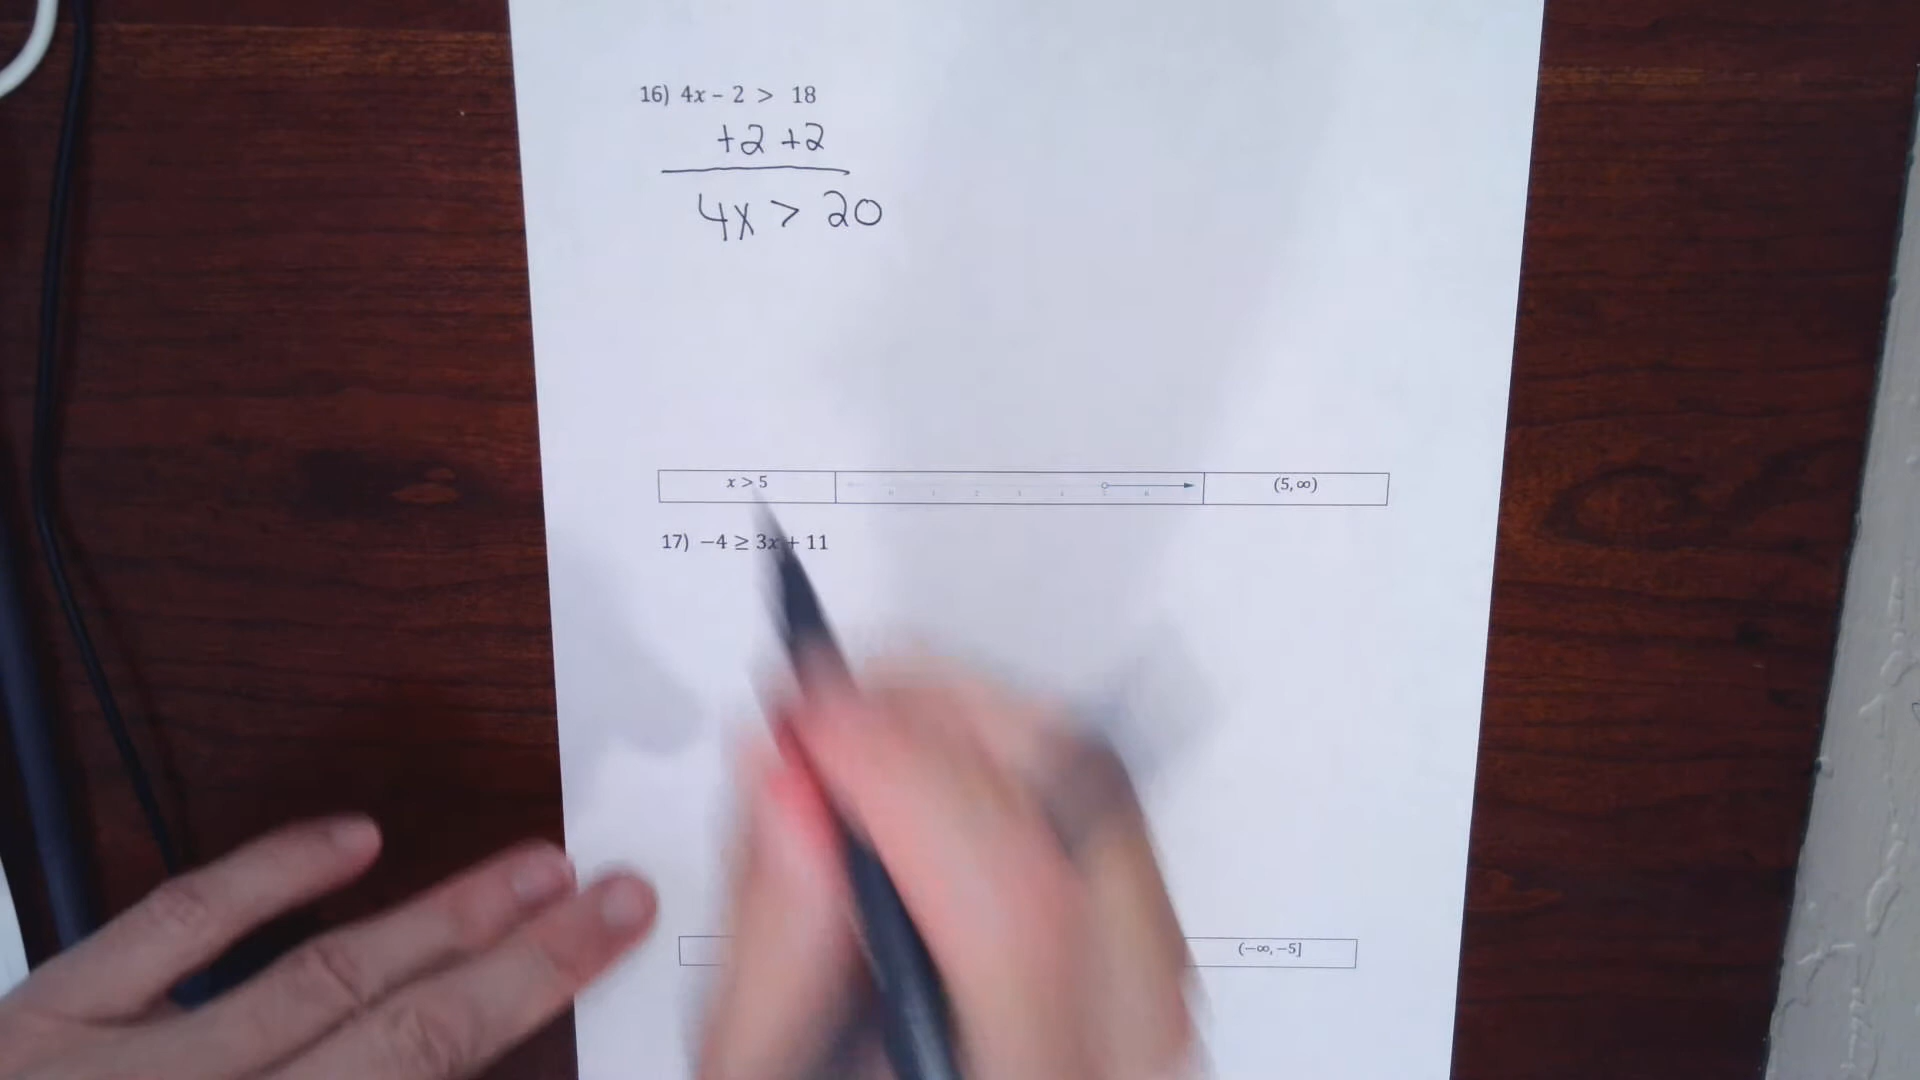 16) 4x – 2 > 18
+2 +2
4x > 20
x > 5
(5, ∞)
17) −4 ≥ 3x + 11
(−∞, −5]